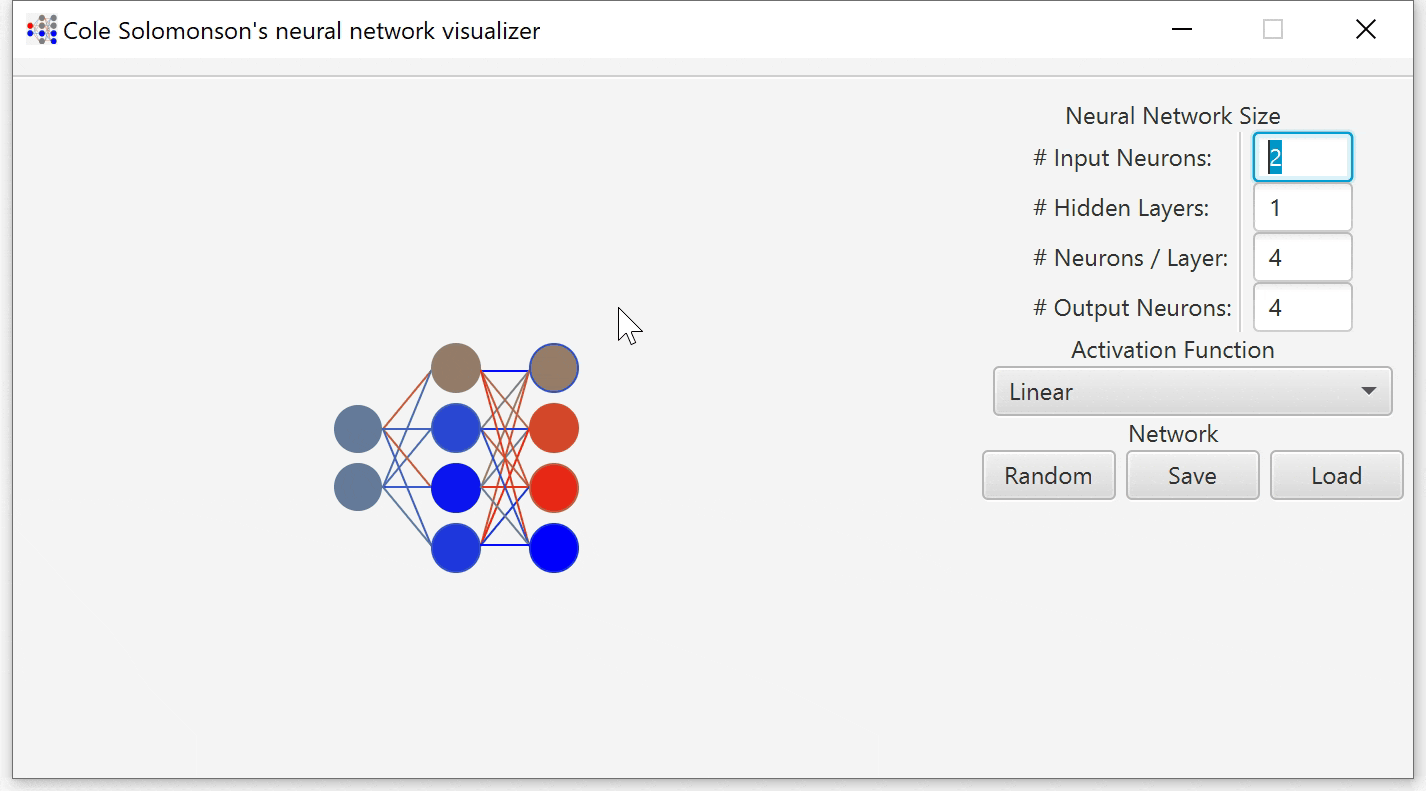 Cole Solomonson's neural network visualizer
Neural Network Size
# Input Neurons: 2
# Hidden Layers: 1
# Neurons / Layer: 4
# Output Neurons: 4
Activation Function
Linear
Network
Random Save Load